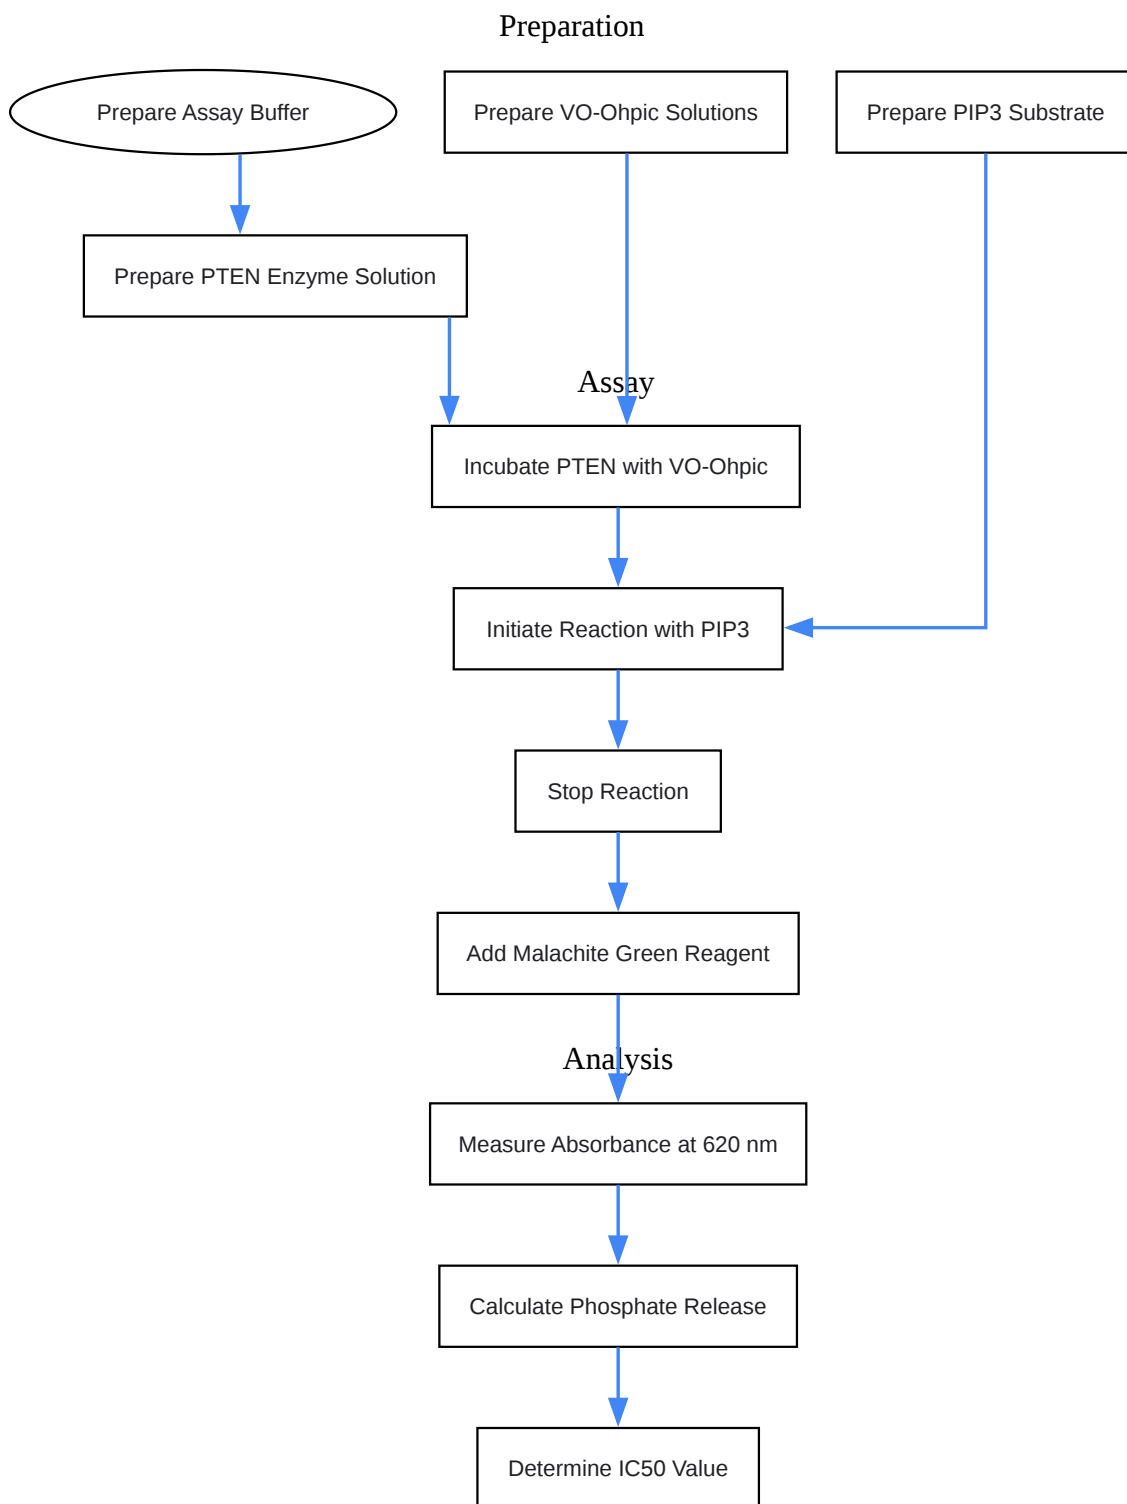 Preparation
Prepare Assay Buffer
Prepare VO-Ohpic Solutions
Prepare PIP3 Substrate
Prepare PTEN Enzyme Solution
Assay
Incubate PTEN with VO-Ohpic
Initiate Reaction with PIP3
Stop Reaction
Add Malachite Green Reagent
Analysis
Measure Absorbance at 620 nm
Calculate Phosphate Release
Determine IC50 Value